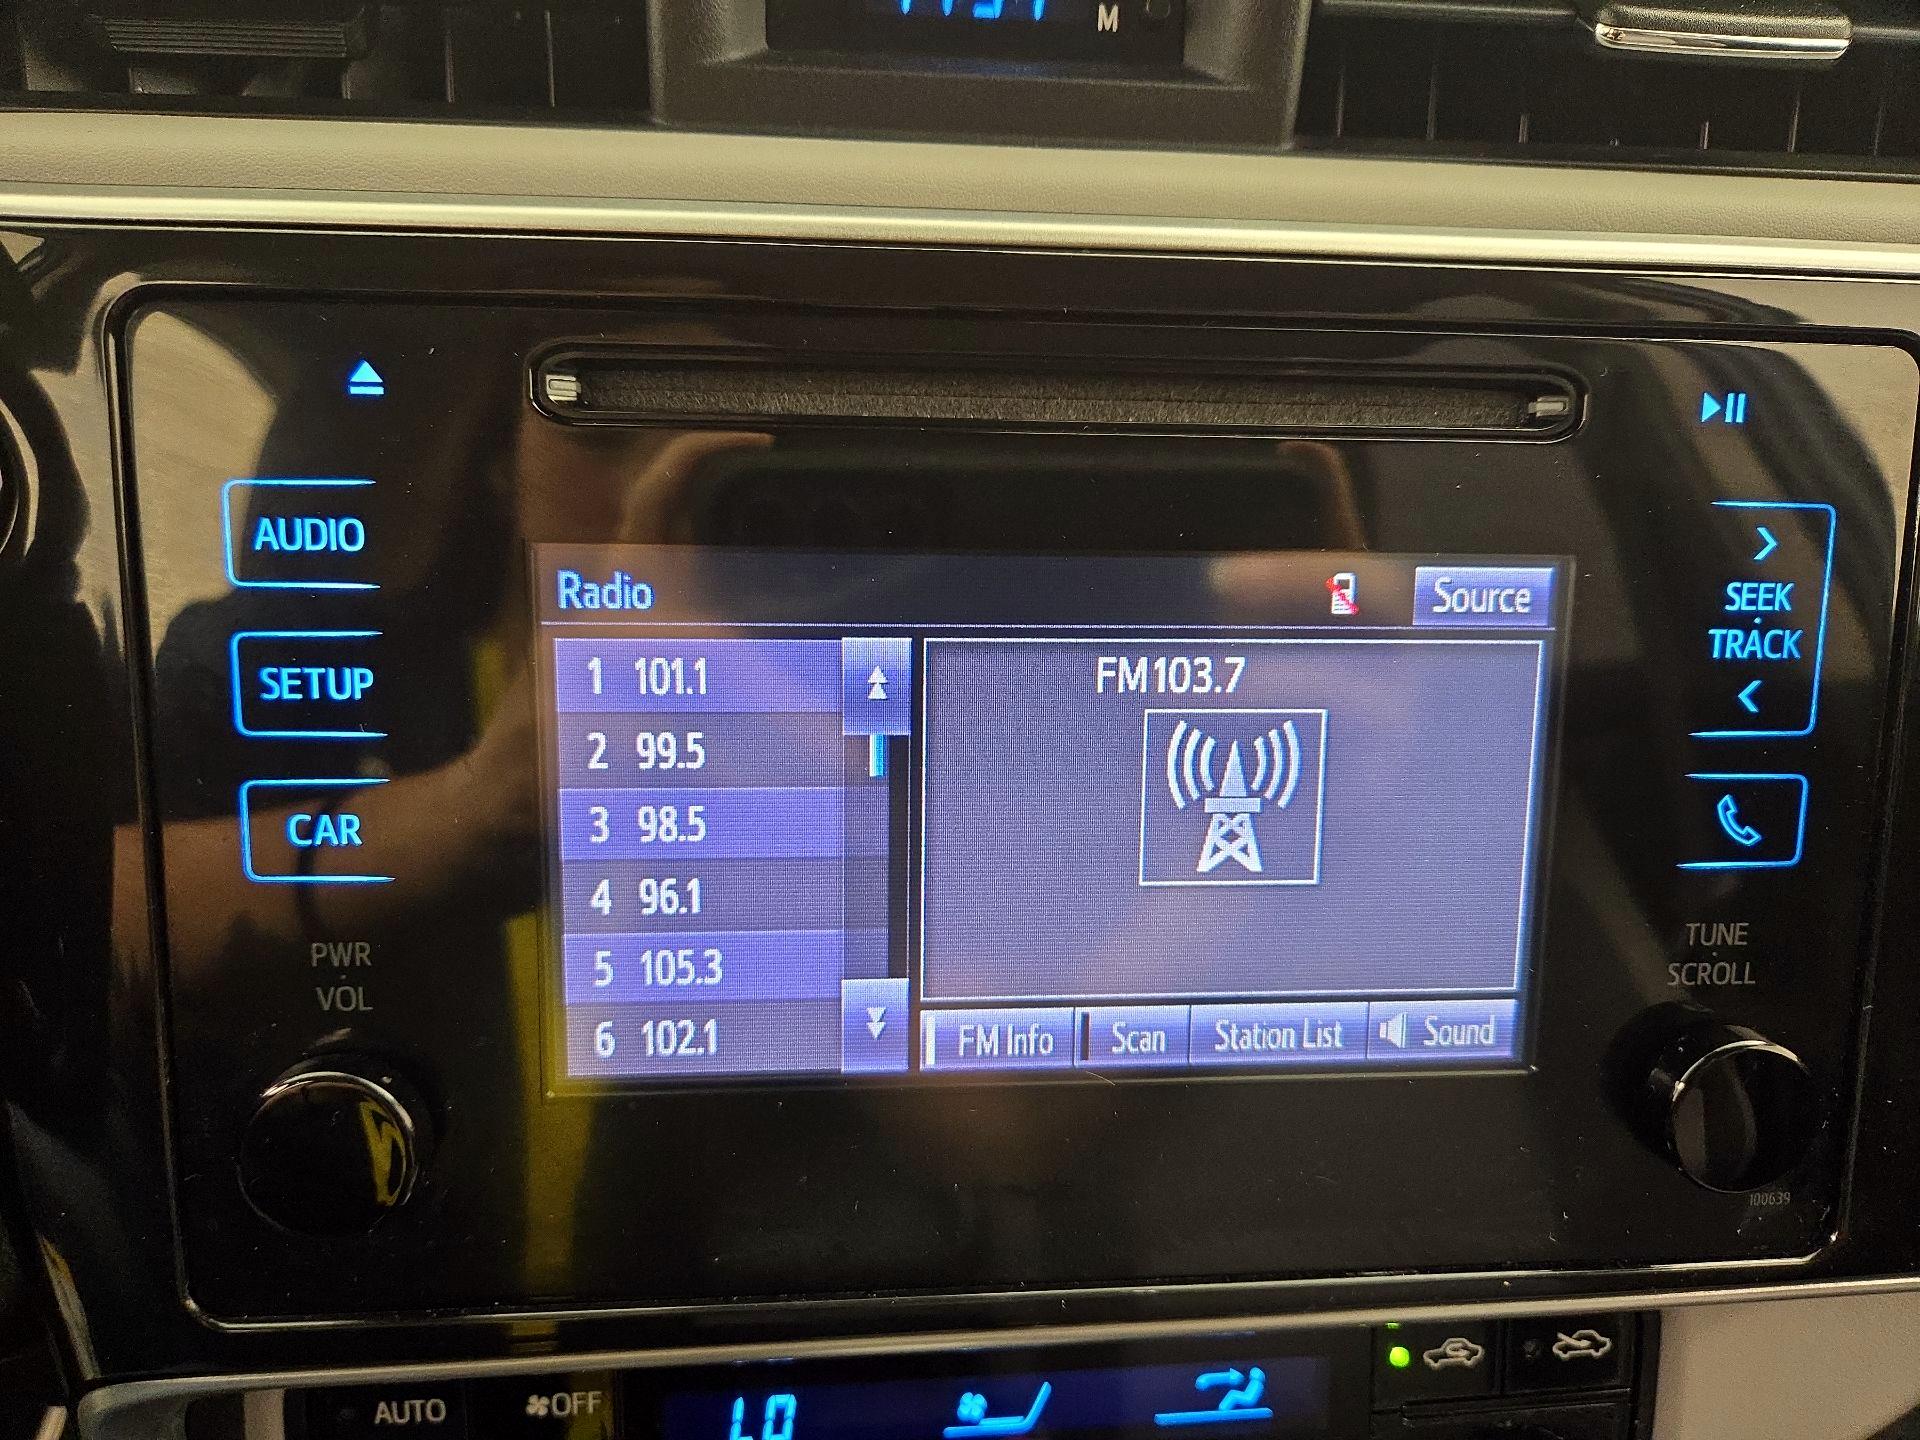 M
AUDIO
SETUP
CAR
PWR
VOL
Radio
Source
1 101.1
2 99.5
3 98.5
4 96.1
5 105.3
6 102.1
FM103.7
FM Info
Scan
Station List
Sound
SEEK
TRACK
TUNE
SCROLL
100639
AUTO
OFF
LO